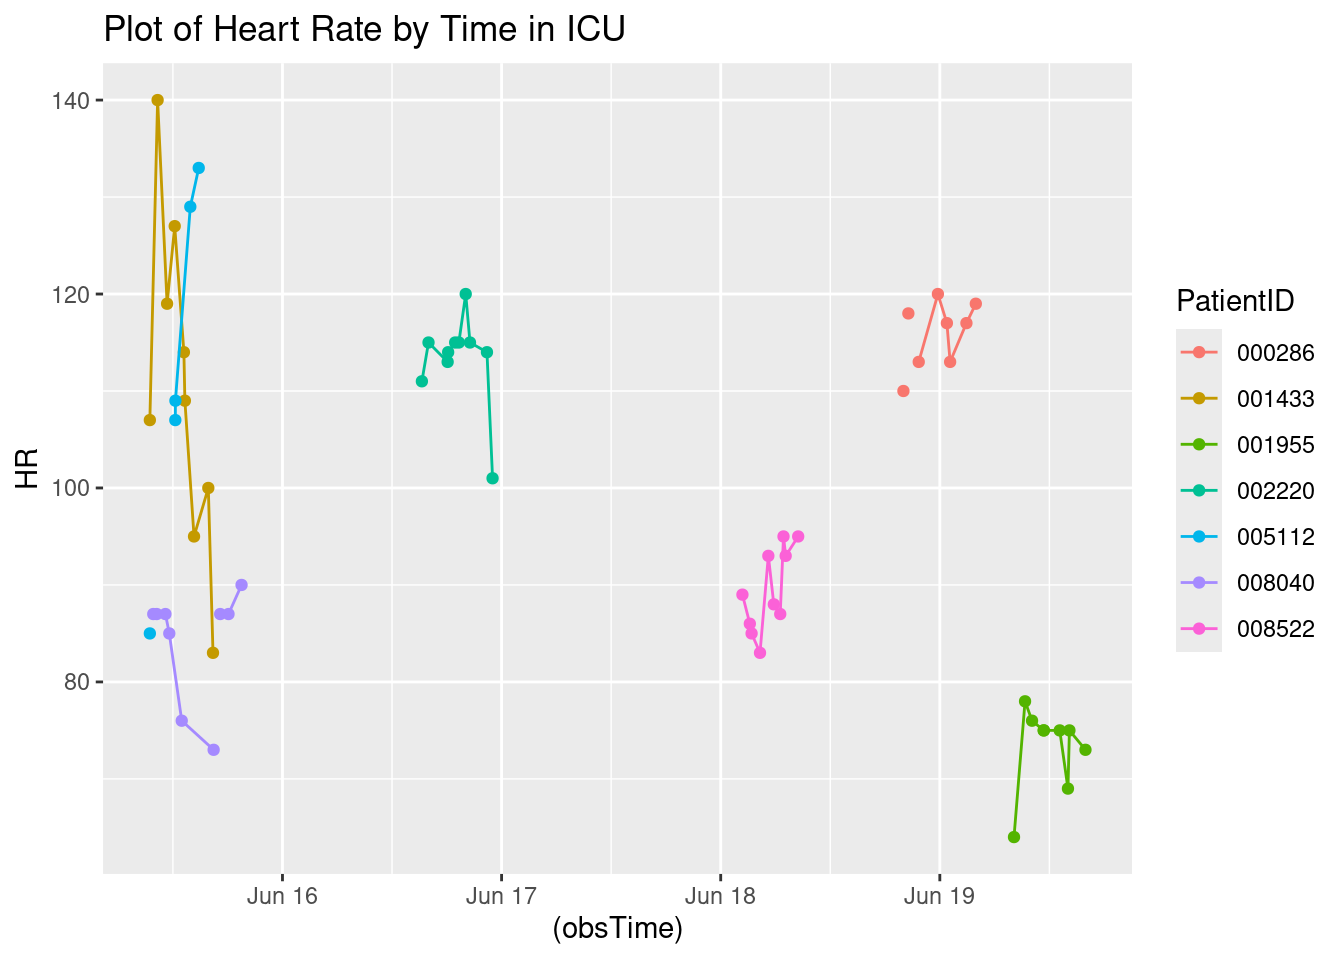 Plot of Heart Rate by Time in ICU
140
120
100
80
HR
Jun 16
Jun 17
Jun 18
Jun 19
(obsTime)
PatientID
000286
001433
001955
002220
005112
008040
008522